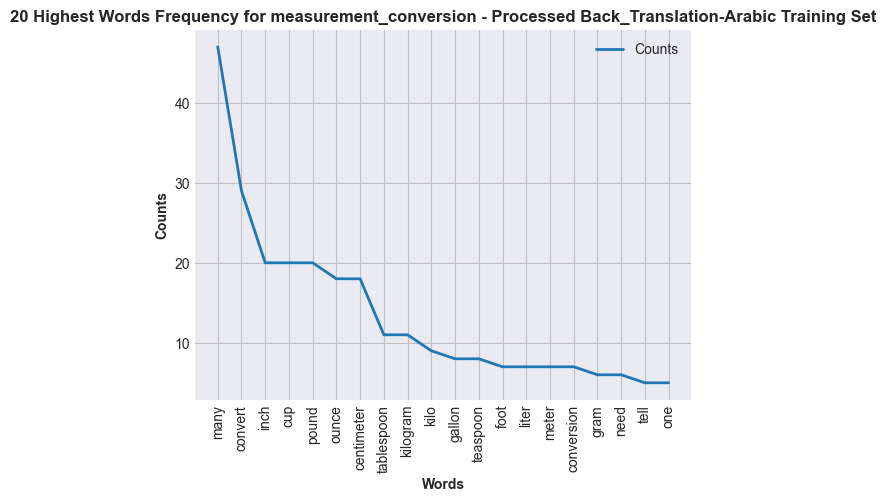 20 Highest Words Frequency for measurement_conversion - Processed Back_Translation-Arabic Training Set
Counts
40
30
20
10
Counts
many
convert
inch
cup
pound
ounce
centimeter
tablespoon
kilogram
kilo
gallon
teaspoon
foot
liter
meter
conversion
gram
need
tell
one
Words